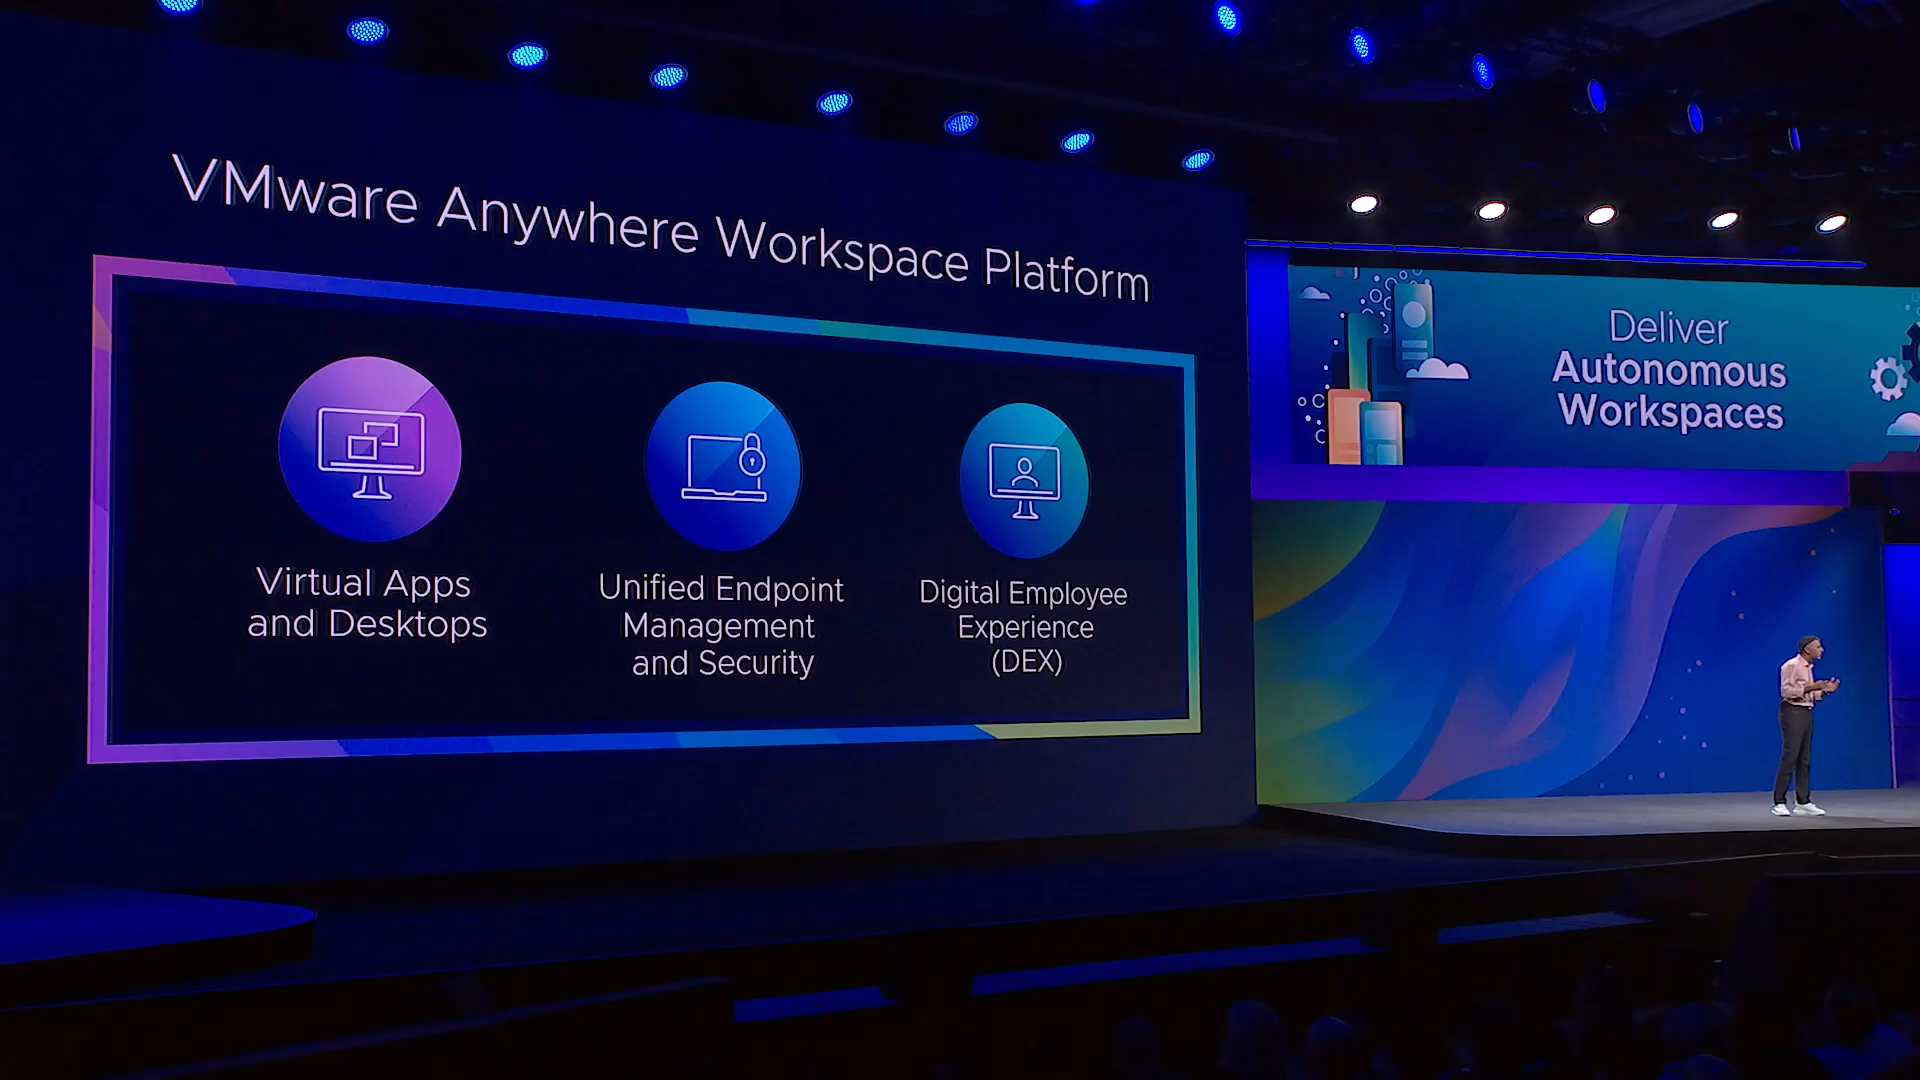 VMware Anywhere Workspace Platform
Virtual Apps
and Desktops
Unified Endpoint
Management
and Security
Digital Employee
Experience
(DEX)
Deliver
Autonomous
Workspaces